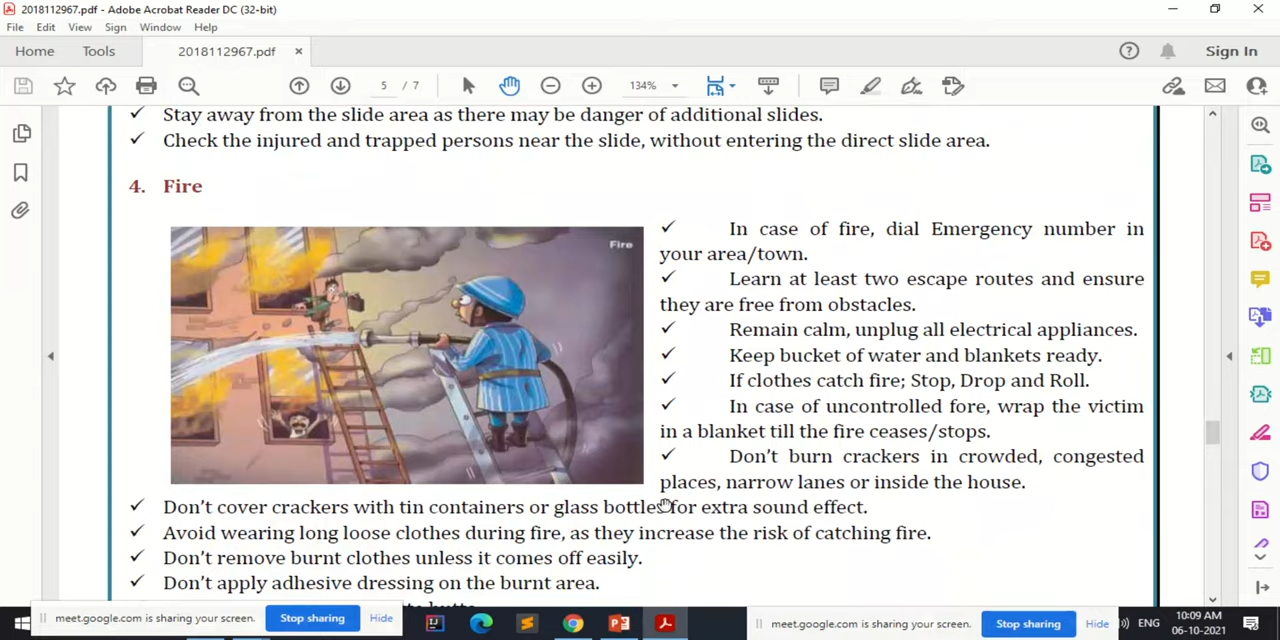 2018112967.pdf - Adobe Acrobat Reader DC (32-bit)
File Edit View Sign Window Help
Home Tools 2018112967.pdf × Sign In
5 / 7 134%
✓ Stay away from the slide area as there may be danger of additional slides.
✓ Check the injured and trapped persons near the slide, without entering the direct slide area.
4. Fire
Fire
✓ In case of fire, dial Emergency number in
your area/town.
✓ Learn at least two escape routes and ensure
they are free from obstacles.
✓ Remain calm, unplug all electrical appliances.
✓ Keep bucket of water and blankets ready.
✓ If clothes catch fire; Stop, Drop and Roll.
✓ In case of uncontrolled fore, wrap the victim
in a blanket till the fire ceases/stops.
✓ Don't burn crackers in crowded, congested
places, narrow lanes or inside the house.
✓ Don't cover crackers with tin containers or glass bottles for extra sound effect.
✓ Avoid wearing long loose clothes during fire, as they increase the risk of catching fire.
✓ Don't remove burnt clothes unless it comes off easily.
✓ Don't apply adhesive dressing on the burnt area.
meet.google.com is sharing your screen. Stop sharing Hide
meet.google.com is sharing your screen. Stop sharing Hide
ENG
10:09 AM
06-10-2021